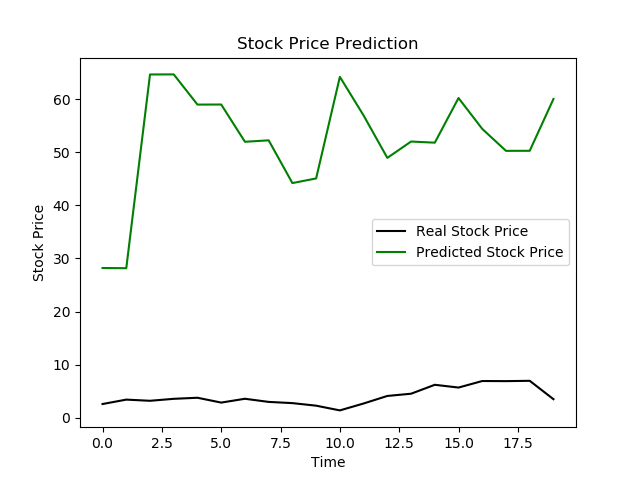 Stock Price Prediction
60
50
40
30
20
10
0
Stock Price
Real Stock Price
Predicted Stock Price
0.0 2.5 5.0 7.5 10.0 12.5 15.0 17.5
Time